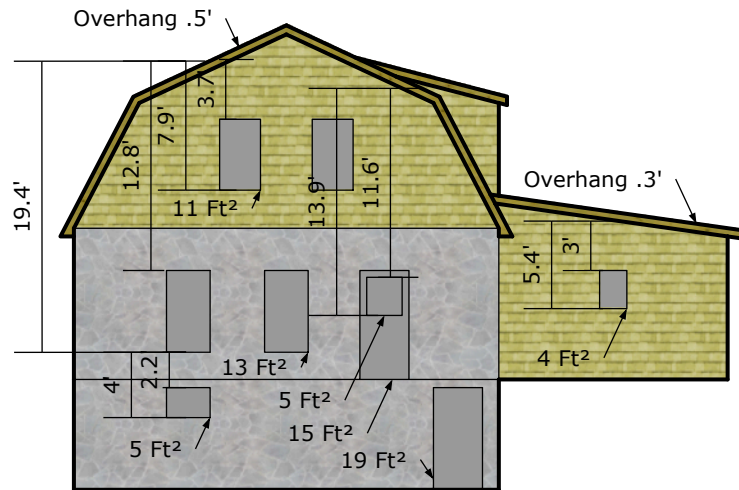 Overhang .5'
3.7'
7.9'
12.8'
11.6'
13.9'
19.4'
Overhang .3'
11 Ft²
5.4'
3'
4 Ft²
2.2
4'
13 Ft²
5 Ft²
5 Ft²
15 Ft²
19 Ft²